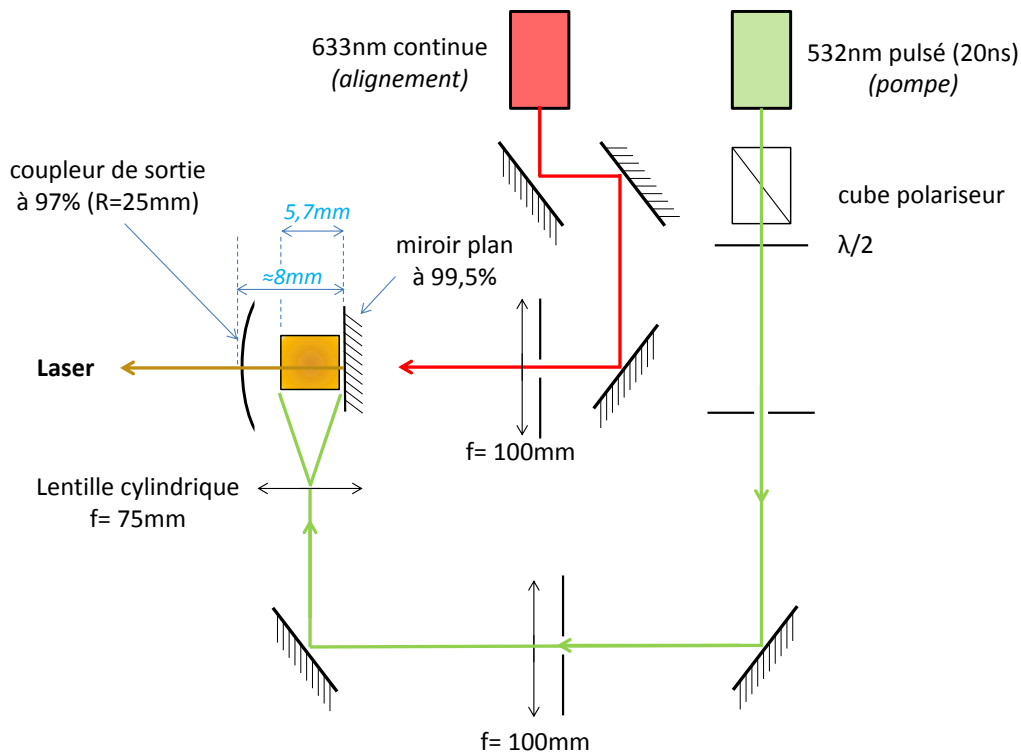 633nm continue
(alignement)
532nm pulsé (20ns)
(pompe)
coupleur de sortie
à 97% (R=25mm)
5,7mm
≈8mm
miroir plan
à 99,5%
cube polariseur
λ/2
Laser
f= 100mm
Lentille cylindrique
f= 75mm
f= 100mm